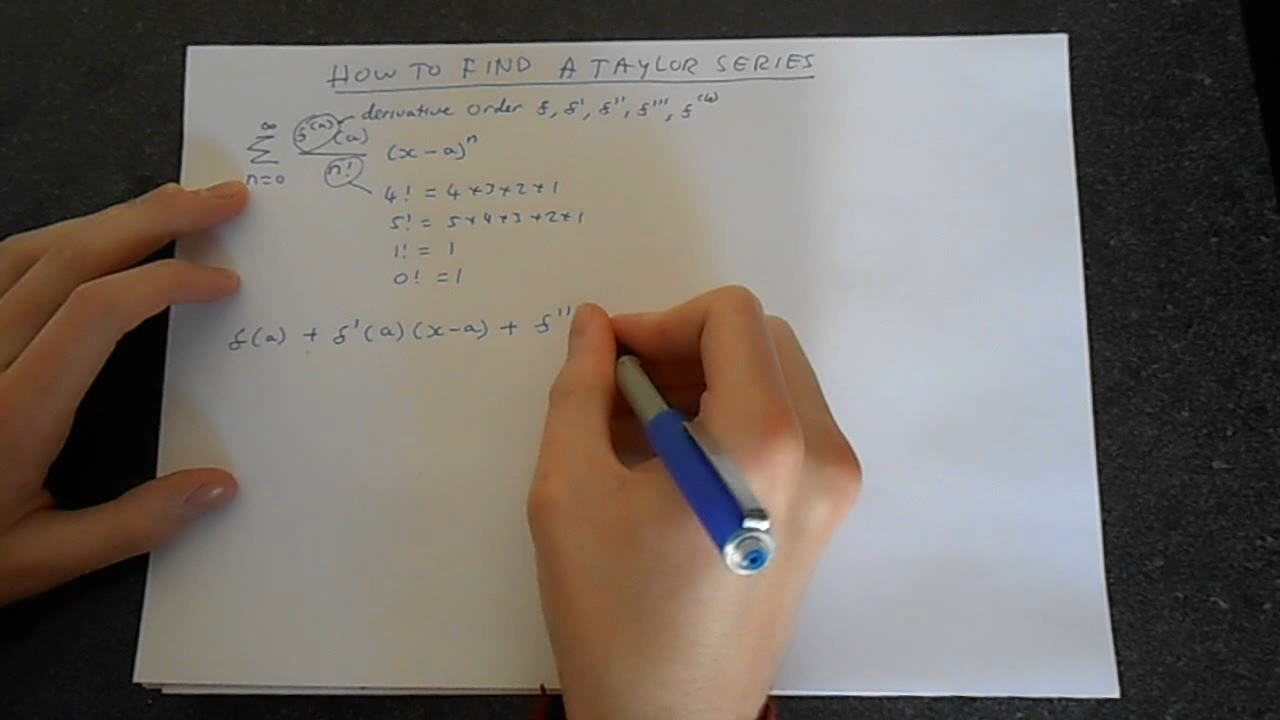 HOW TO FIND A TAYLOR SERIES
derivative order f, f', f'', f''', f^(4)
∞
∑ f^(n)(a) / n! (x-a)^n
n=0
4! = 4*3*2*1
5! = 5*4*3*2*1
1! = 1
0! = 1
f(a) + f'(a)(x-a) + f''